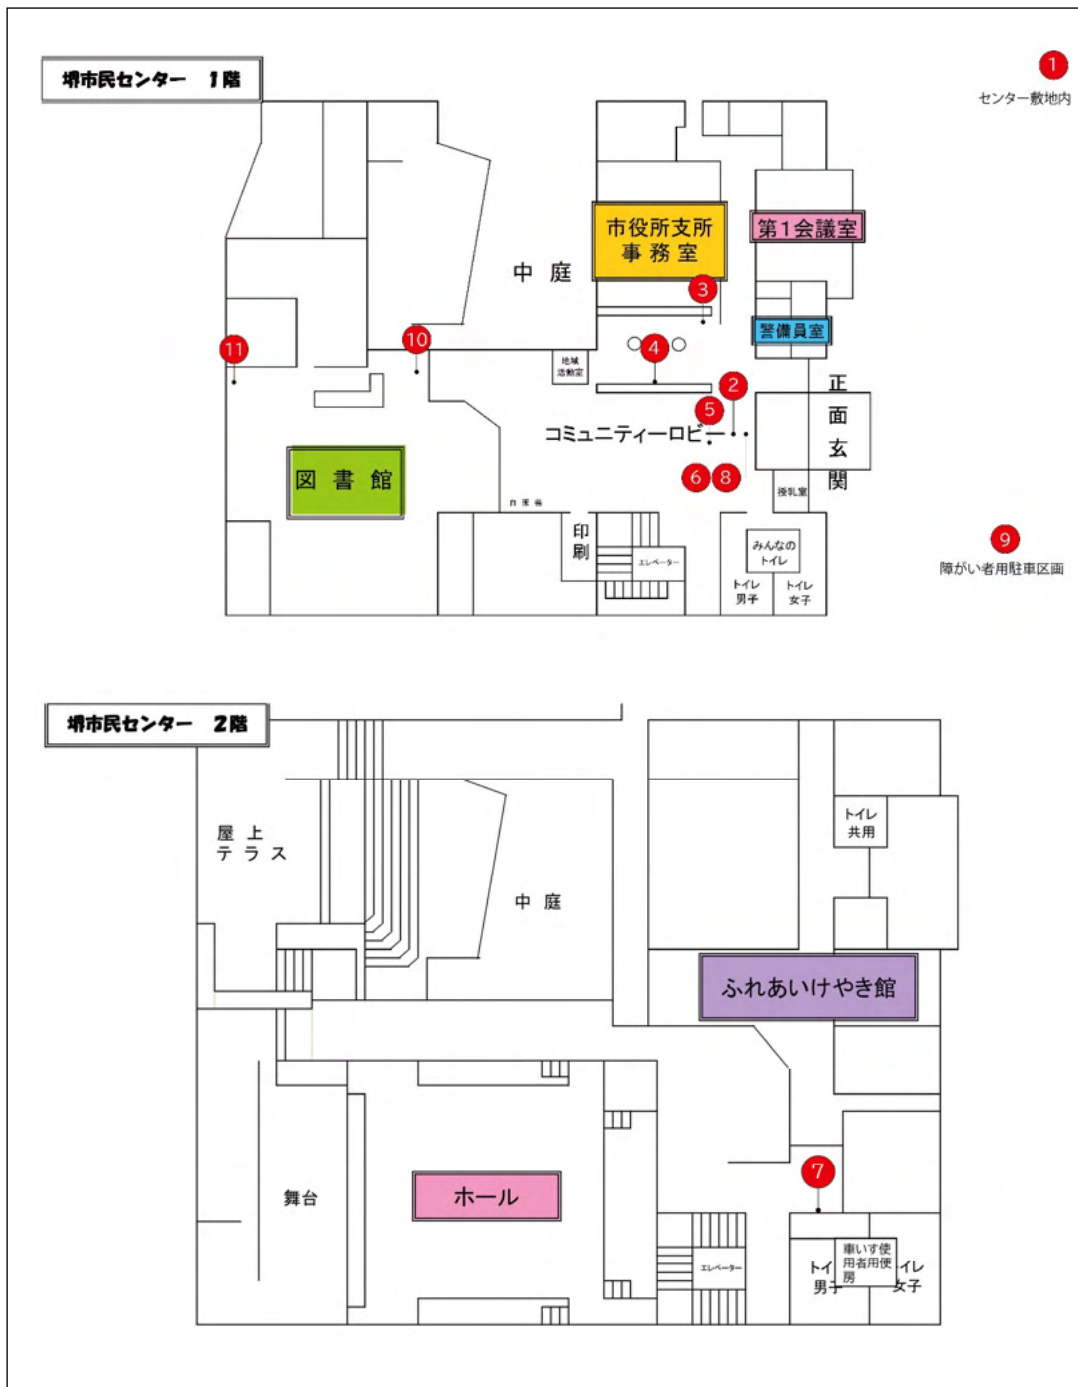 堺市民センター 1階
1
センター敷地内
市役所支所
事務室
第1会議室
中庭
3
警備員室
10
11
4
地域
活動室
2
正面玄関
5
コミュニティーロビー
図書館
6
8
授乳室
印刷
エレベーター
みんなの
トイレ
トイレ
男子
トイレ
女子
9
障がい者用駐車区画
堺市民センター 2階
屋上
テラス
トイレ
共用
中庭
ふれあいけやき館
7
舞台
ホール
エレベーター
車いす使
用者用便
房
トイ
男子
トイレ
女子